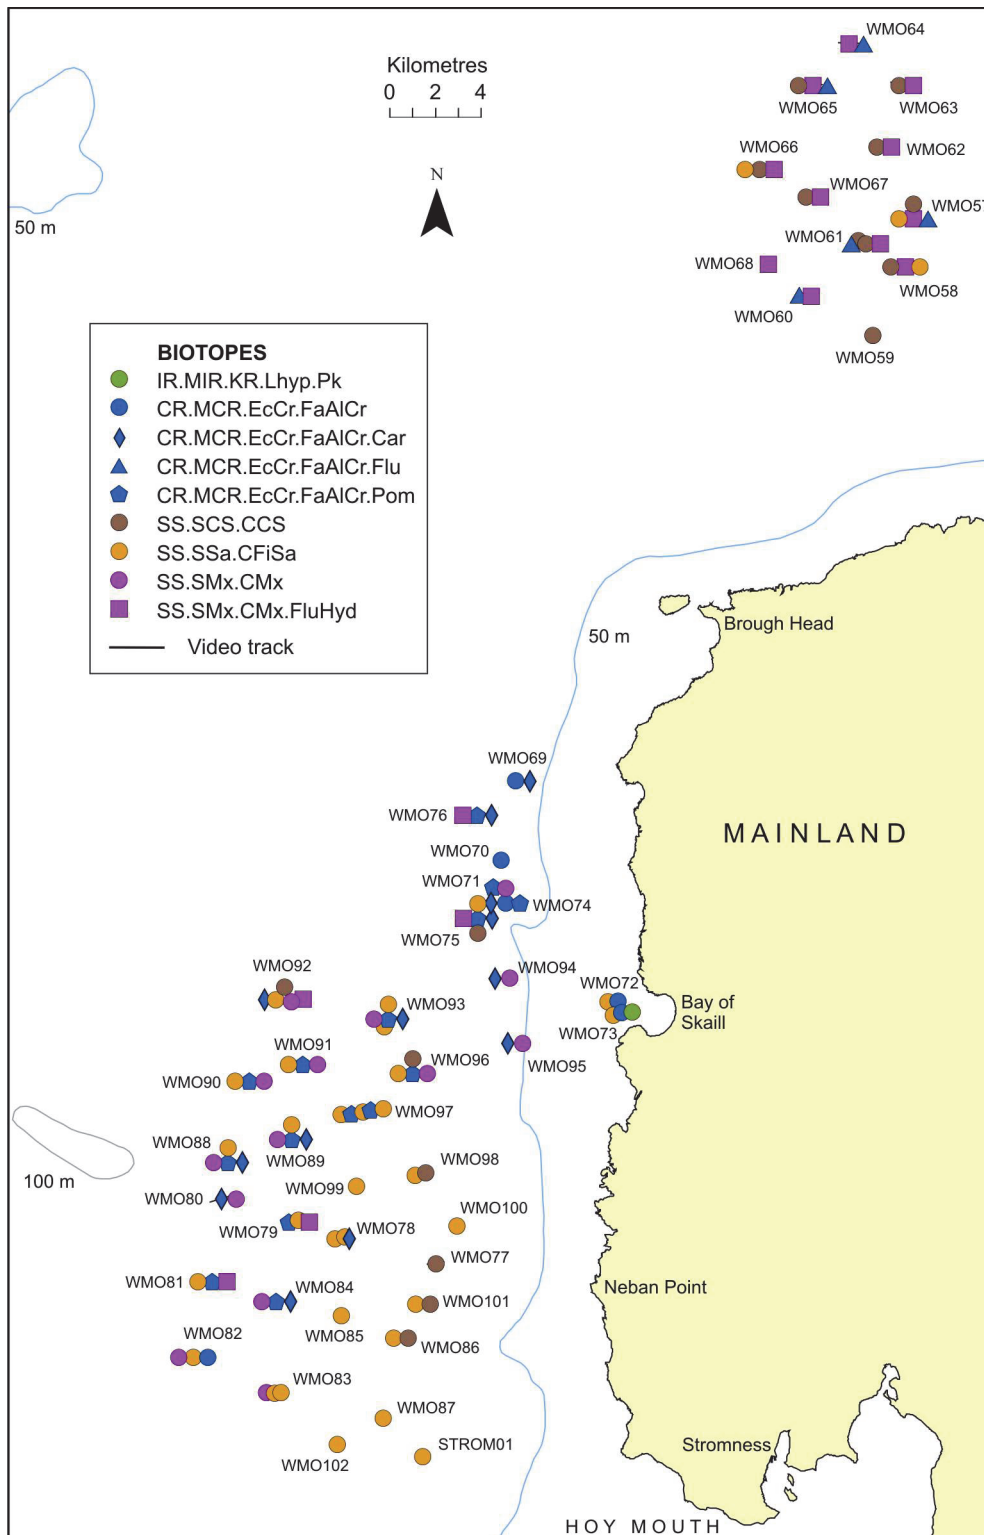 WMO64
Kilometres
0 2 4
WMO65
WMO63
WMO66
WMO62
WMO67
N
WMO57
50 m
WMO61
WMO68
WMO58
WMO60
WMO59
BIOTOPES
IR.MIR.KR.Lhyp.Pk
CR.MCR.EcCr.FaAlCr
CR.MCR.EcCr.FaAlCr.Car
CR.MCR.EcCr.FaAlCr.Flu
CR.MCR.EcCr.FaAlCr.Pom
SS.SCS.CCS
SS.SSa.CFiSa
SS.SMx.CMx
SS.SMx.CMx.FluHyd
Video track
50 m
Brough Head
WMO69
WMO76
MAINLAND
WMO70
WMO71
WMO74
WMO75
WMO92
WMO94
WMO72
WMO93
Bay of
Skaill
WMO73
WMO91
WMO96
WMO95
WMO90
WMO97
WMO88
WMO89
WMO98
100 m
WMO99
WMO80
WMO100
WMO79
WMO78
WMO77
WMO81
WMO84
Neban Point
WMO101
WMO82
WMO85
WMO86
WMO83
WMO87
STROM01
Stromness
WMO102
HOY MOUTH